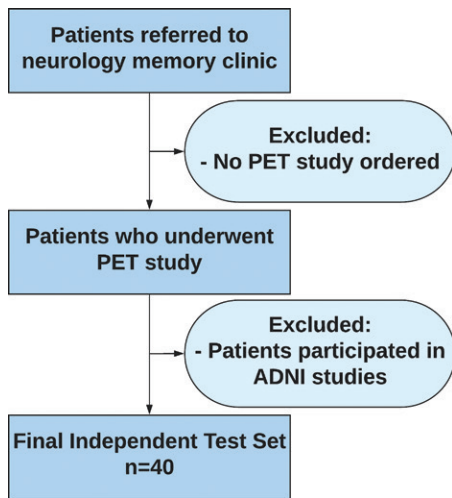 Patients referred to
neurology memory clinic
Excluded:
- No PET study ordered
Patients who underwent
PET study
Excluded:
- Patients participated in
ADNI studies
Final Independent Test Set
n=40